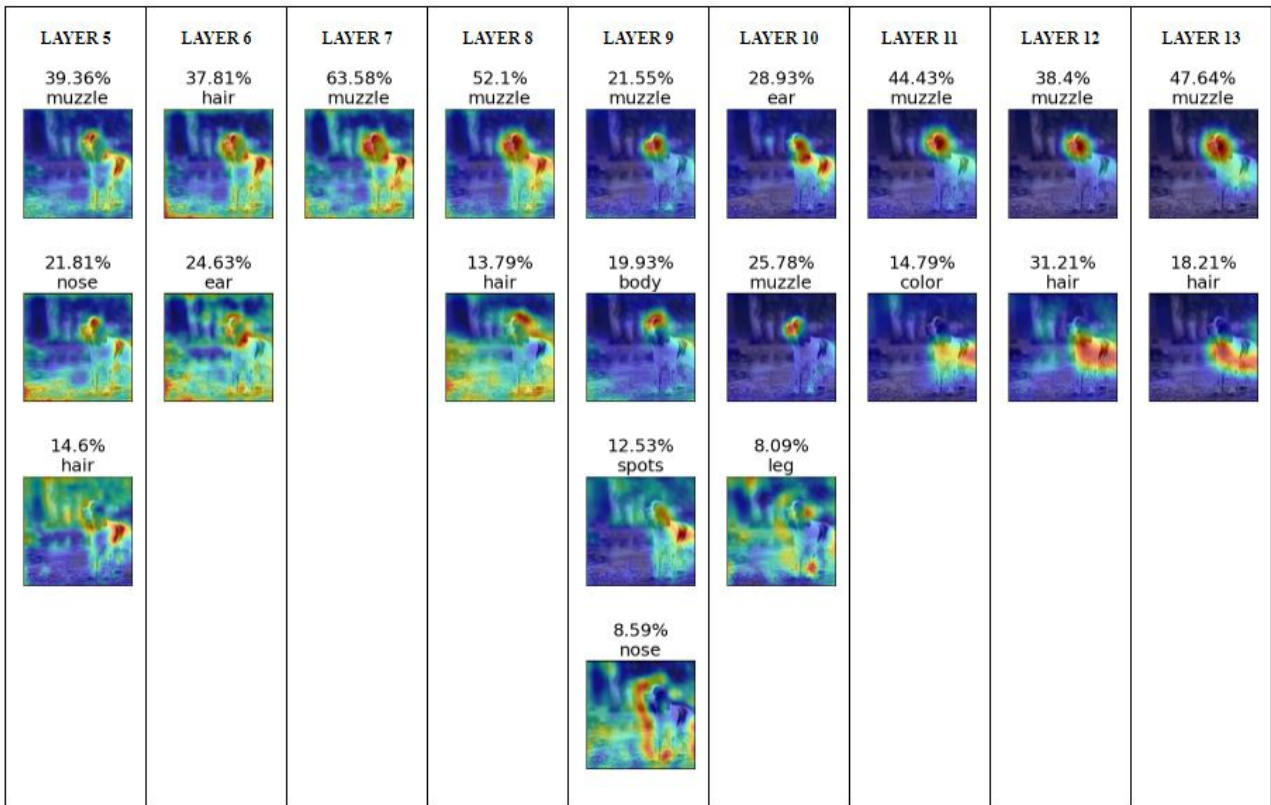 LAYER 5
LAYER 6
LAYER 7
LAYER 8
LAYER 9
LAYER 10
LAYER 11
LAYER 12
LAYER 13
39.36%
muzzle
37.81%
hair
63.58%
muzzle
52.1%
muzzle
21.55%
muzzle
28.93%
ear
44.43%
muzzle
38.4%
muzzle
47.64%
muzzle
21.81%
nose
24.63%
ear
13.79%
hair
19.93%
body
25.78%
muzzle
14.79%
color
31.21%
hair
18.21%
hair
14.6%
hair
12.53%
spots
8.09%
leg
8.59%
nose